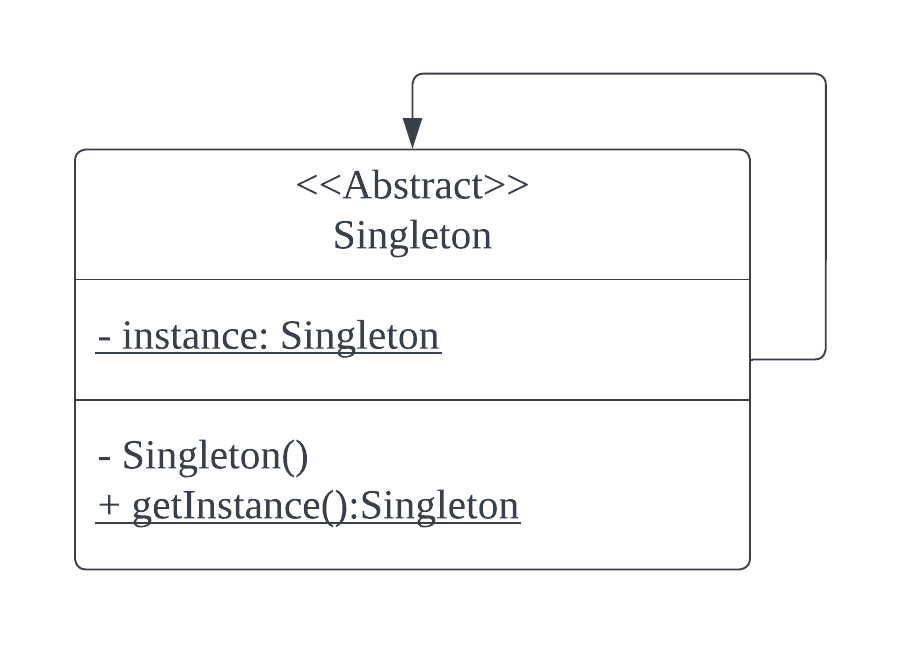 <<Abstract>>
Singleton
- instance: Singleton
- Singleton()
+ getInstance():Singleton